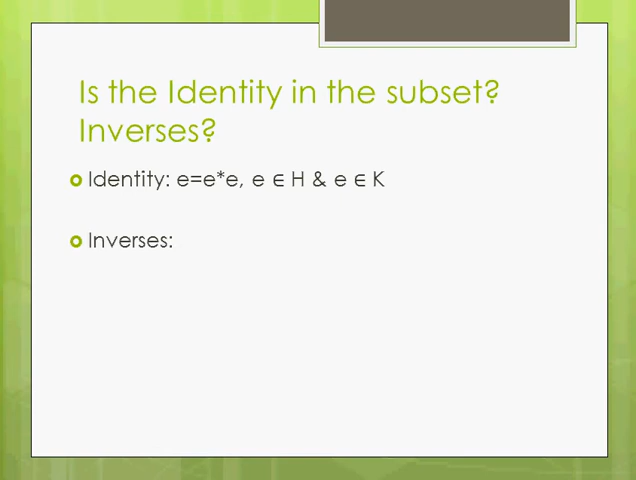 Is the Identity in the subset?
Inverses?
Identity: e=e*e, e ∈ H & e ∈ K
Inverses: